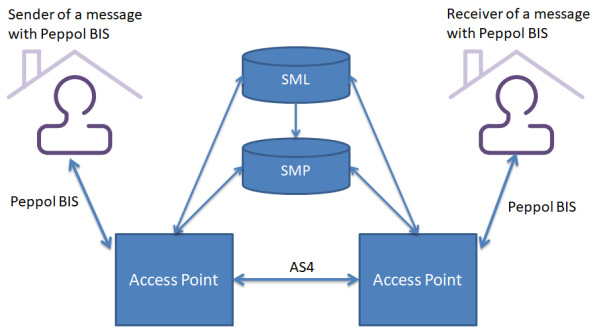 Sender of a message
with Peppol BIS
Receiver of a message
with Peppol BIS
SML
SMP
Peppol BIS
Peppol BIS
Access Point
AS4
Access Point